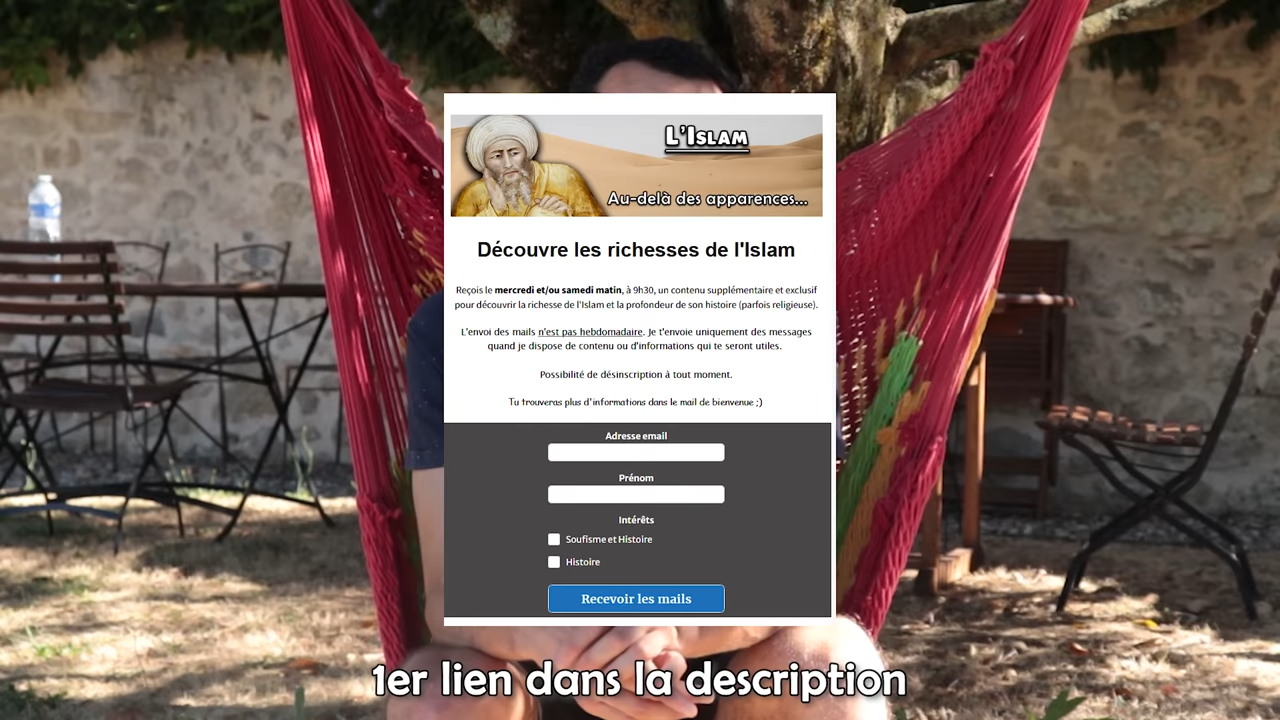 L'Islam
Au-delà des apparences...
Découvre les richesses de l'Islam
Reçois le mercredi et/ou samedi matin, à 9h30, un contenu supplémentaire et exclusif
pour découvrir la richesse de l'Islam et la profondeur de son histoire (parfois religieuse).
L'envoi des mails n'est pas hebdomadaire. Je t'envoie uniquement des messages
quand je dispose de contenu ou d'informations qui te seront utiles.
Possibilité de désinscription à tout moment.
Tu trouveras plus d'informations dans le mail de bienvenue ;)
Adresse email
Prénom
Intérêts
Soufisme et Histoire
Histoire
Recevoir les mails
1er lien dans la description